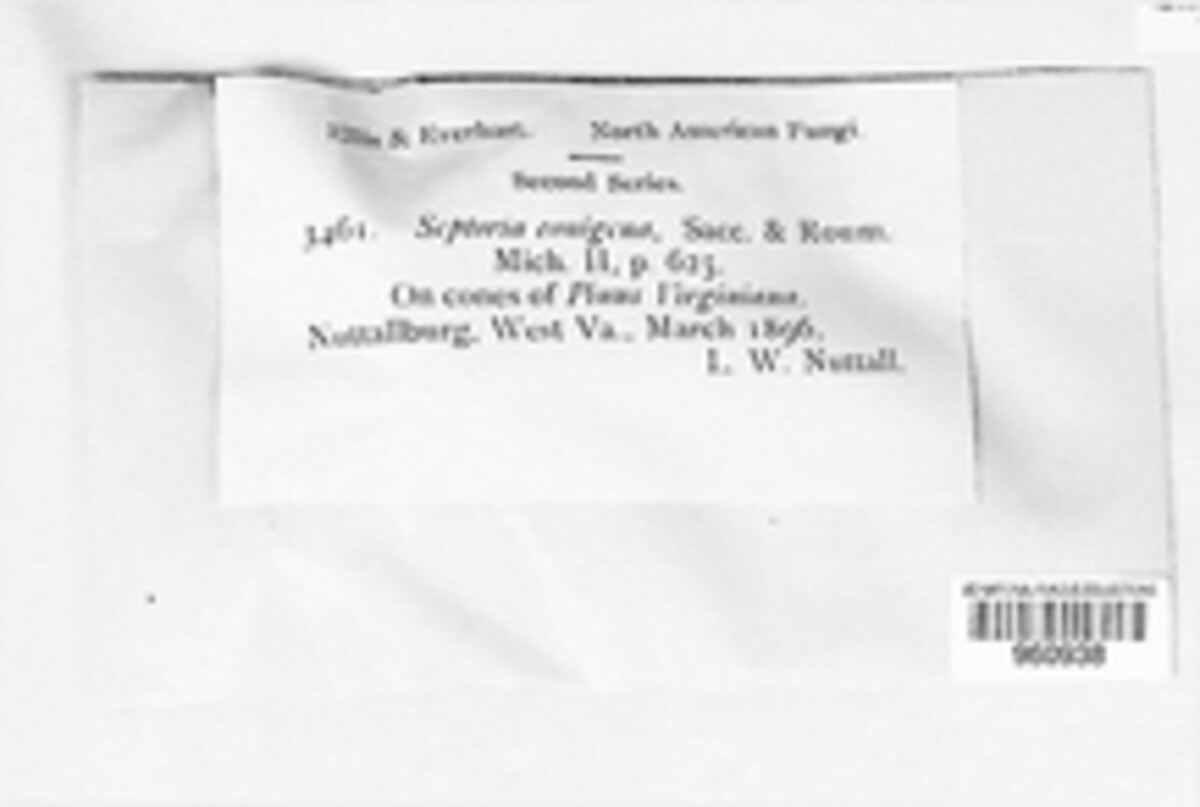 Ellis & Everhart. North American Fungi.
Second Series.
3461. Septoria conigena, Sacc. & Roum.
Mich. II, p. 625.
On cones of Pinus Virginiana.
Nuttallburg, West Va., March 1896.
L. W. Nuttall.
960938